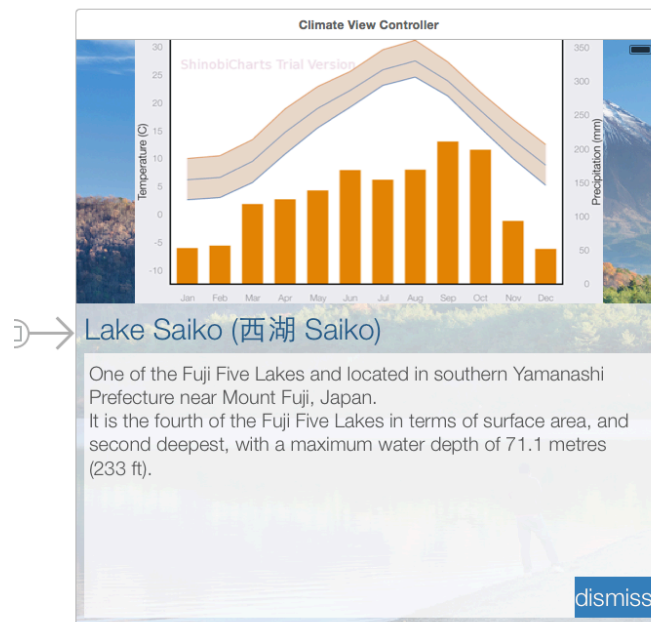 Climate View Controller
ShinobiCharts Trial Version
30
25
20
15
10
5
0
-5
-10
Temperature (C)
350
300
250
200
150
100
50
0
Precipitation (mm)
Jan Feb Mar Apr May Jun Jul Aug Sep Oct Nov Dec
Lake Saiko (西湖 Saiko)
One of the Fuji Five Lakes and located in southern Yamanashi
Prefecture near Mount Fuji, Japan.
It is the fourth of the Fuji Five Lakes in terms of surface area, and
second deepest, with a maximum water depth of 71.1 metres
(233 ft).
dismiss